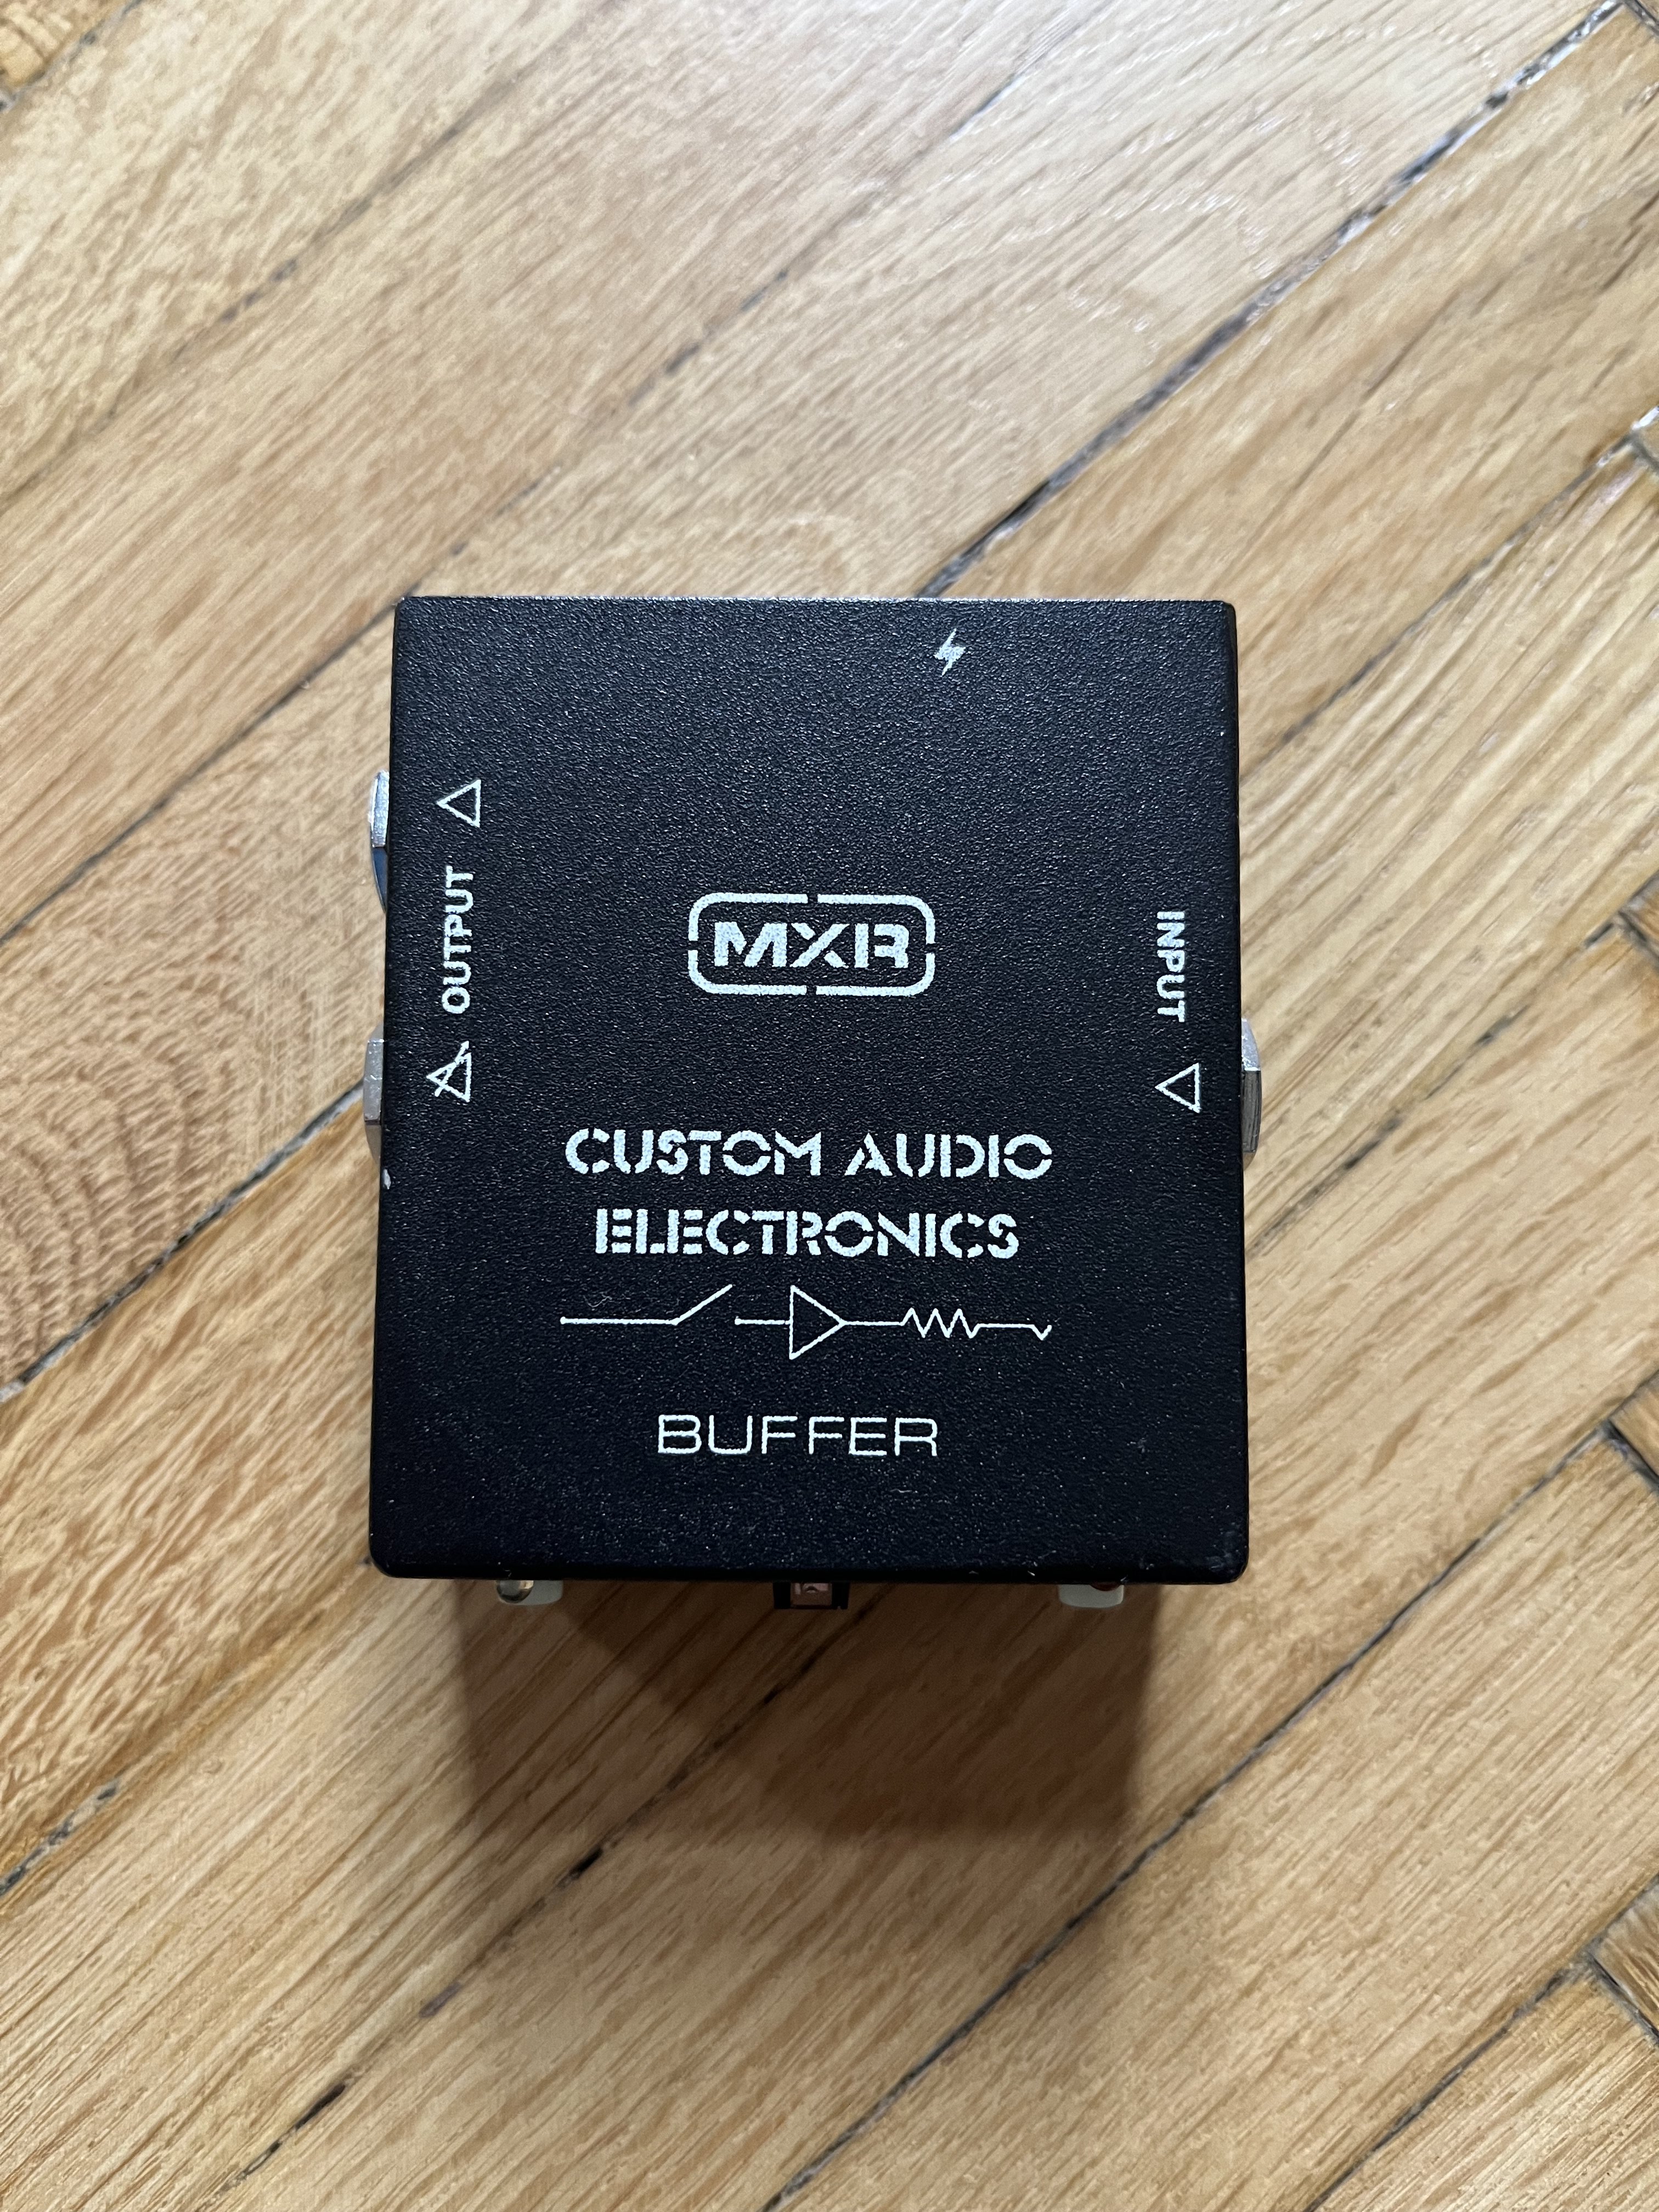 MXR
OUTPUT
INPUT
CUSTOM AUDIO
ELECTRONICS
BUFFER